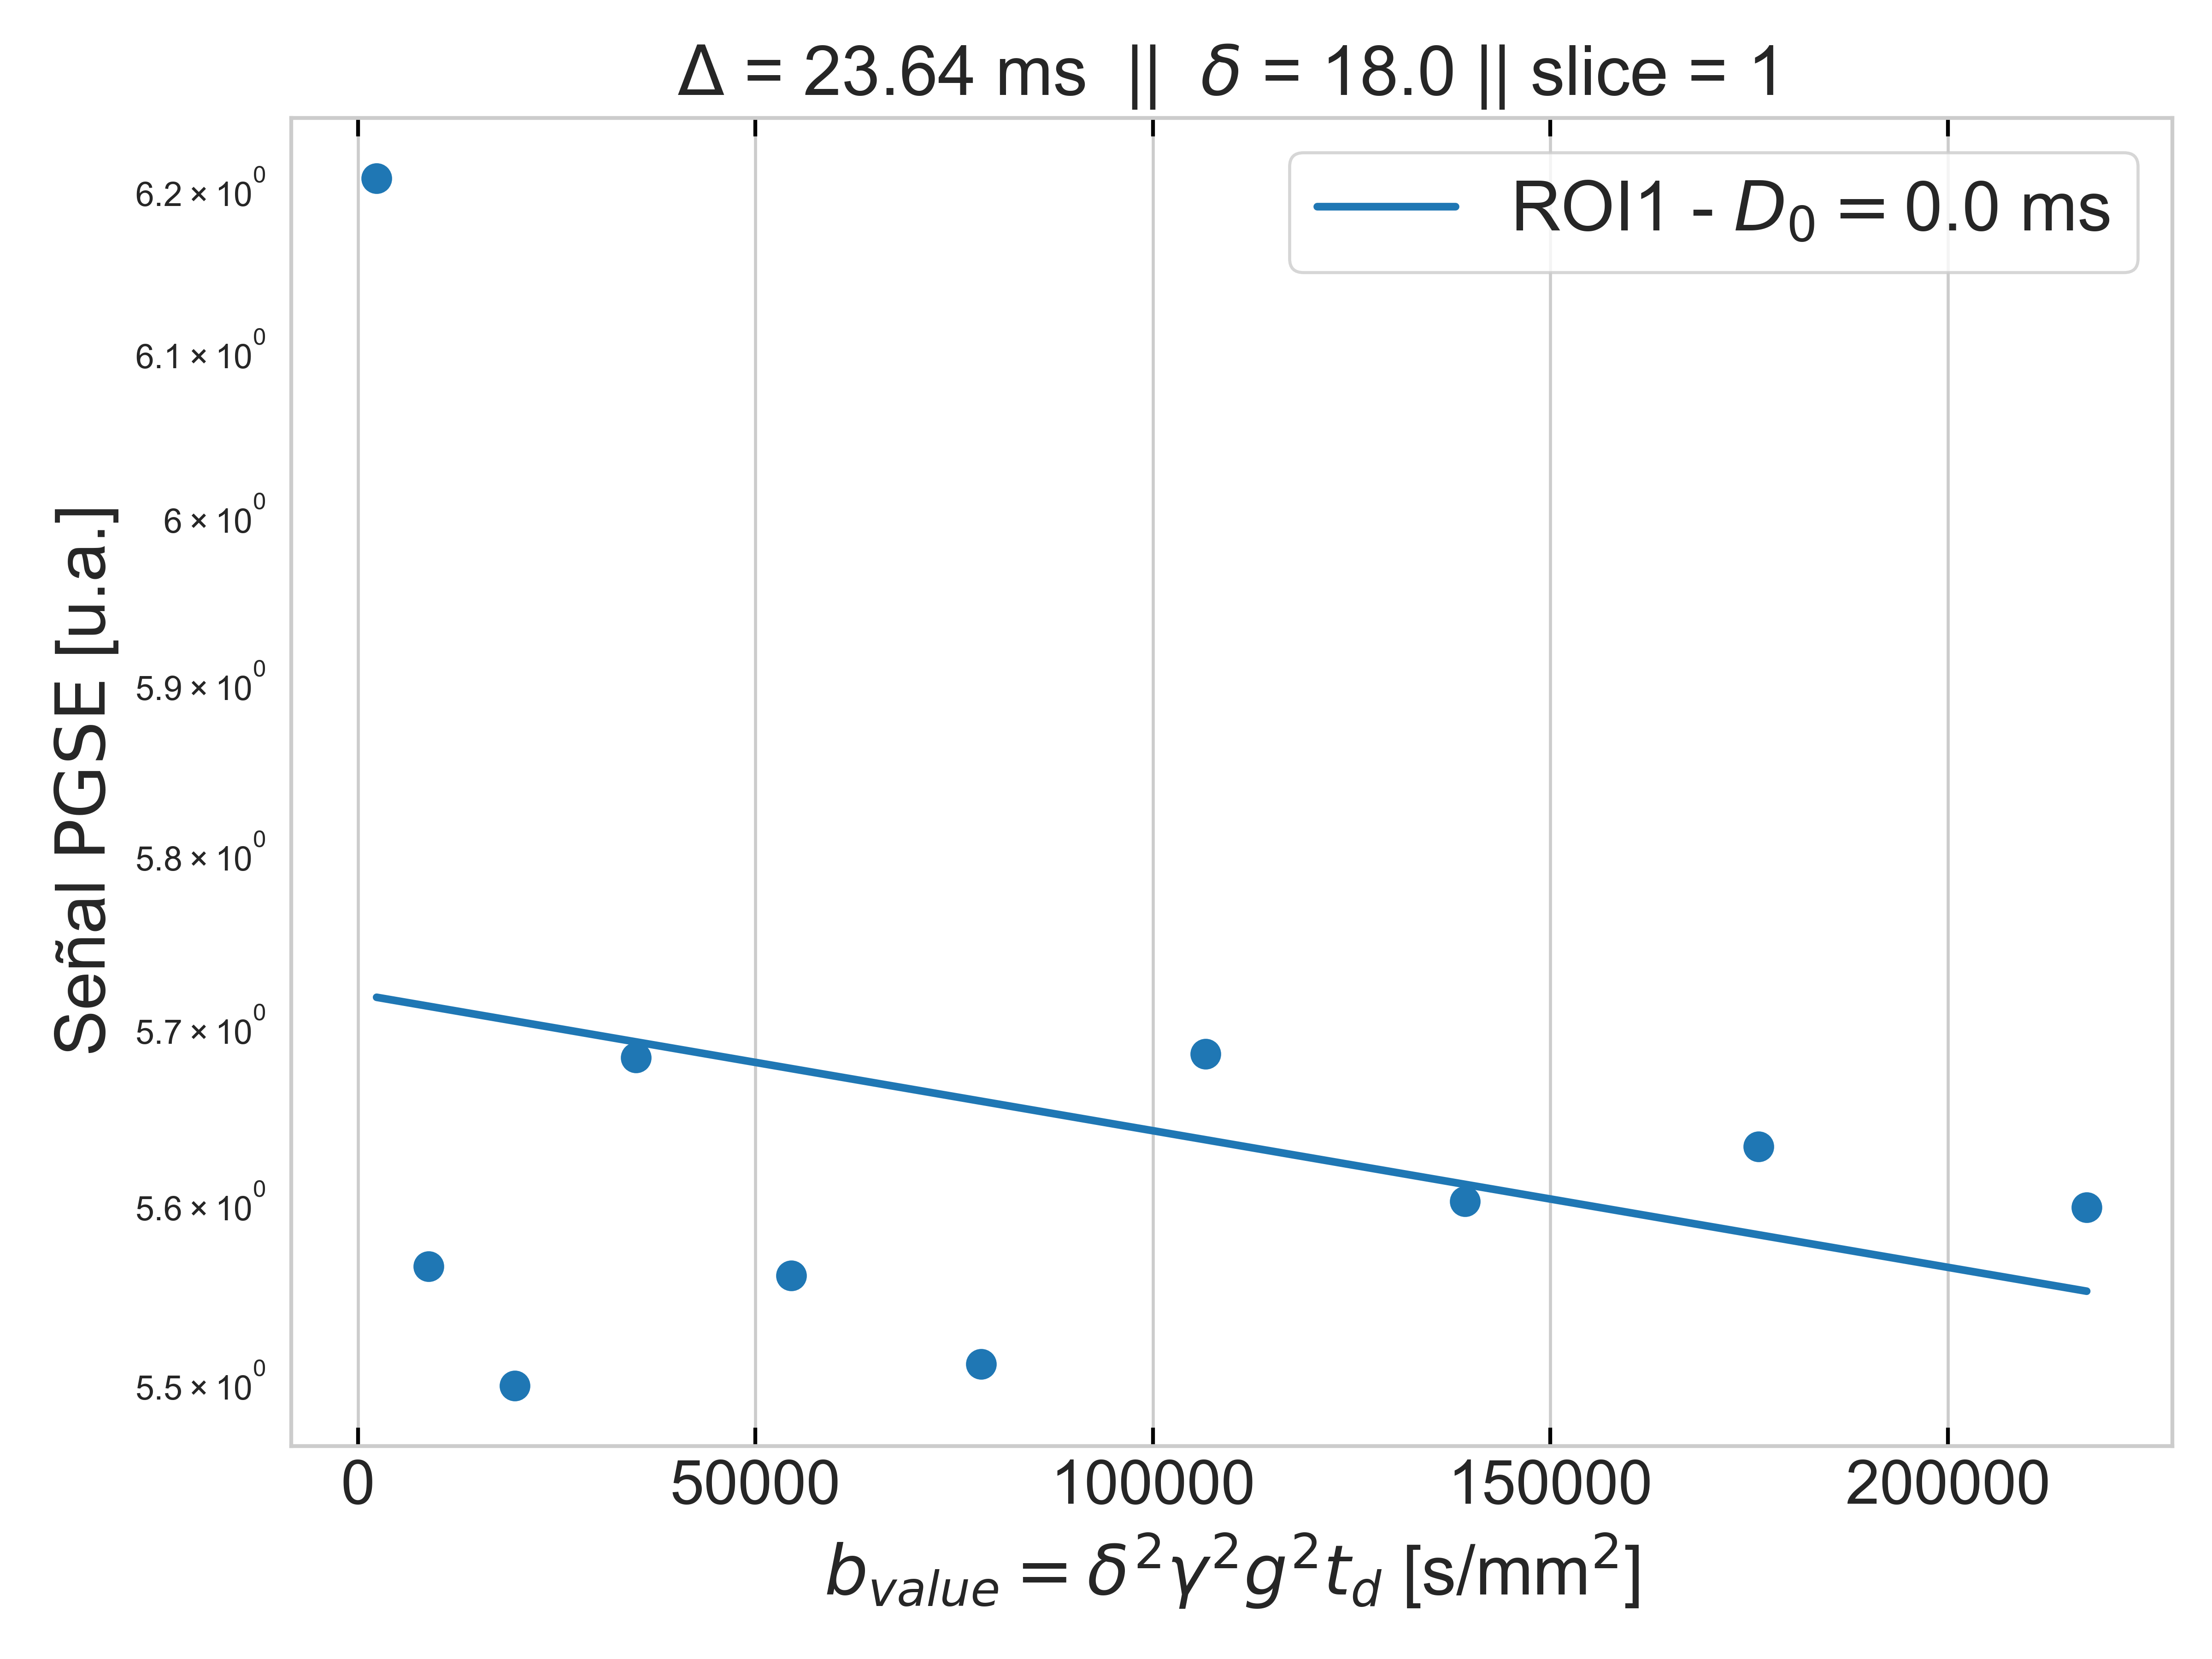 Δ = 23.64 ms || δ = 18.0 || slice = 1
ROI1 - D₀ = 0.0 ms
Señal PGSE [u.a.]
6.2 × 10⁰
6.1 × 10⁰
6 × 10⁰
5.9 × 10⁰
5.8 × 10⁰
5.7 × 10⁰
5.6 × 10⁰
5.5 × 10⁰
0 50000 100000 150000 200000
b_value = δ²γ²g²t_d [s/mm²]